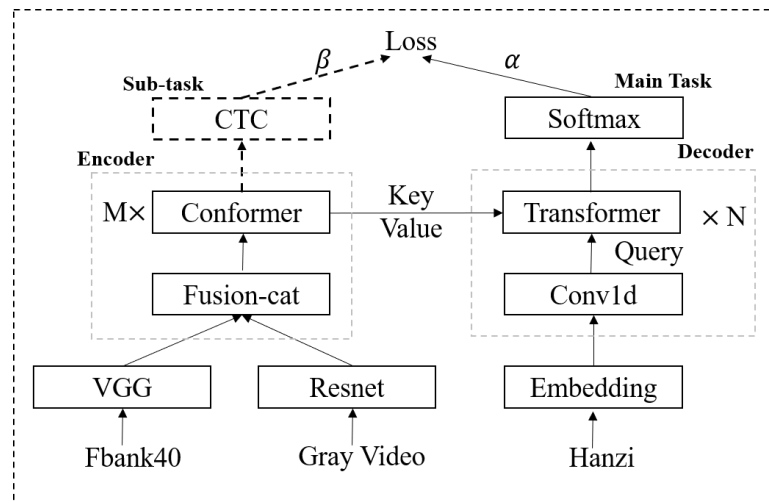 Loss
β
α
Sub-task
Main Task
CTC
Softmax
Encoder
Decoder
M×
Conformer
Key
Value
Transformer
× N
Query
Fusion-cat
Conv1d
VGG
Resnet
Embedding
Fbank40
Gray Video
Hanzi